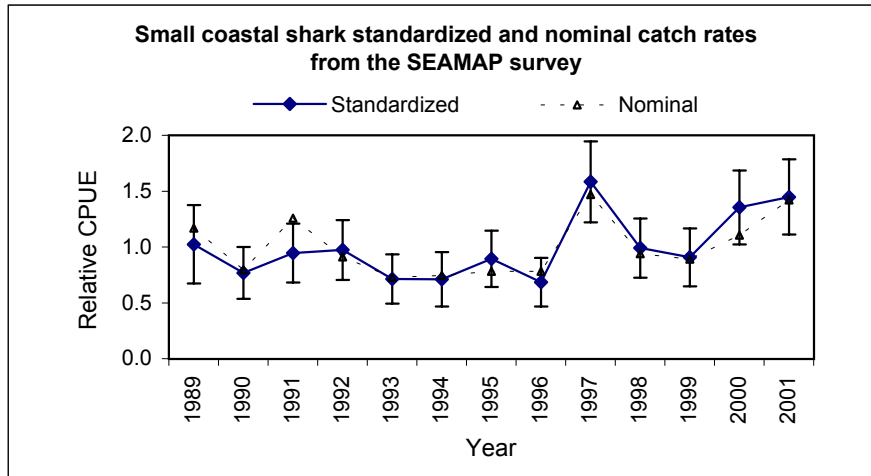 Small coastal shark standardized and nominal catch rates
from the SEAMAP survey
Standardized Nominal
Relative CPUE
2.0
1.5
1.0
0.5
0.0
1989 1990 1991 1992 1993 1994 1995 1996 1997 1998 1999 2000 2001
Year